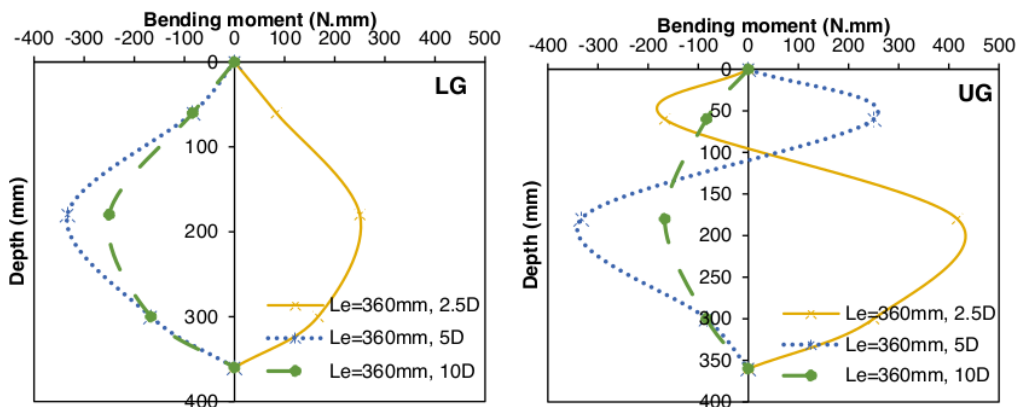 Bending moment (N.mm)
-400 -300 -200 -100 0 100 200 300 400 500
0
100
200
300
400
Depth (mm)
LG
Le=360mm, 2.5D
Le=360mm, 5D
Le=360mm, 10D
Bending moment (N.mm)
-400 -300 -200 -100 0 100 200 300 400 500
0
50
100
150
200
250
300
350
400
Depth (mm)
UG
Le=360mm, 2.5D
Le=360mm, 5D
Le=360mm, 10D